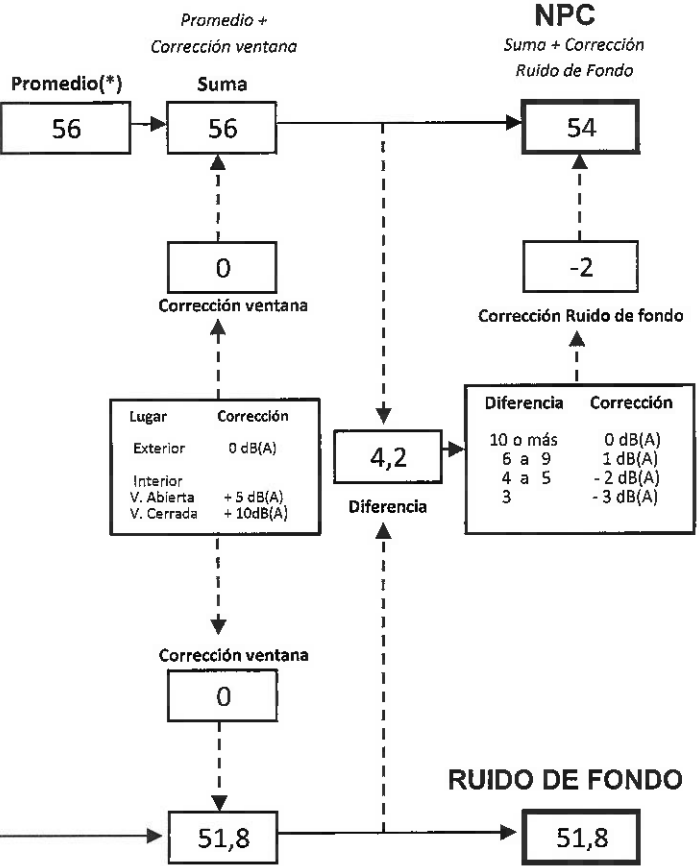 Promedio +
Corrección ventana
NPC
Suma + Corrección
Ruido de Fondo
Promedio(*)
Suma
56
56
54
0
-2
Corrección ventana
Corrección Ruido de fondo
Lugar Corrección
Exterior 0 dB(A)
Interior
V. Abierta + 5 dB(A)
V. Cerrada + 10dB(A)
4,2
Diferencia
Diferencia Corrección
10 o más 0 dB(A)
6 a 9 1 dB(A)
4 a 5 - 2 dB(A)
3 - 3 dB(A)
Corrección ventana
0
RUIDO DE FONDO
51,8
51,8